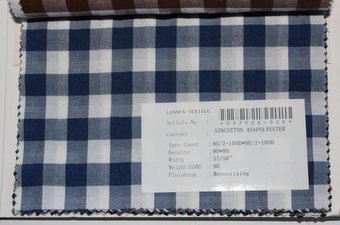 LIANFA TEXTILE
Article No :
Content 55%COTTON 45%POLYESTER
Yarn Count : 80/2-100D*80/2-100D
Density : 90*80
Width : 57/58"
Weight(GSM) : 90
Finishing : Mercerising